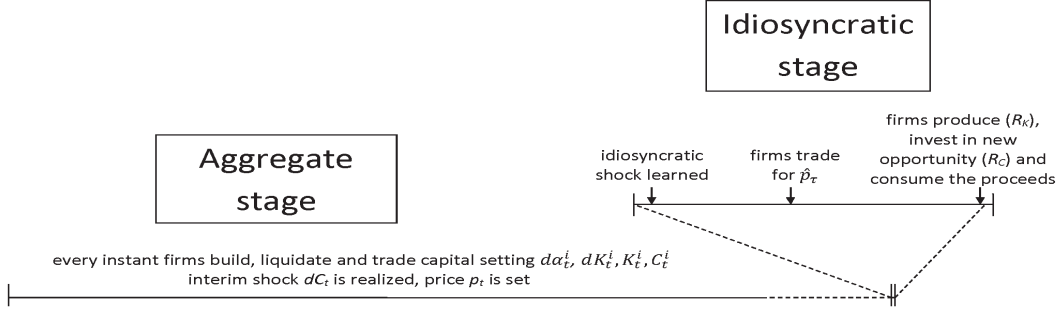 Idiosyncratic
stage
Aggregate
stage
idiosyncratic
shock learned
firms trade
for p̂_τ
firms produce (R_K),
invest in new
opportunity (R_C) and
consume the proceeds
every instant firms build, liquidate and trade capital setting dα_t^i, dK_t^i, K_t^i, C_t^i
interim shock dC_t is realized, price p_t is set